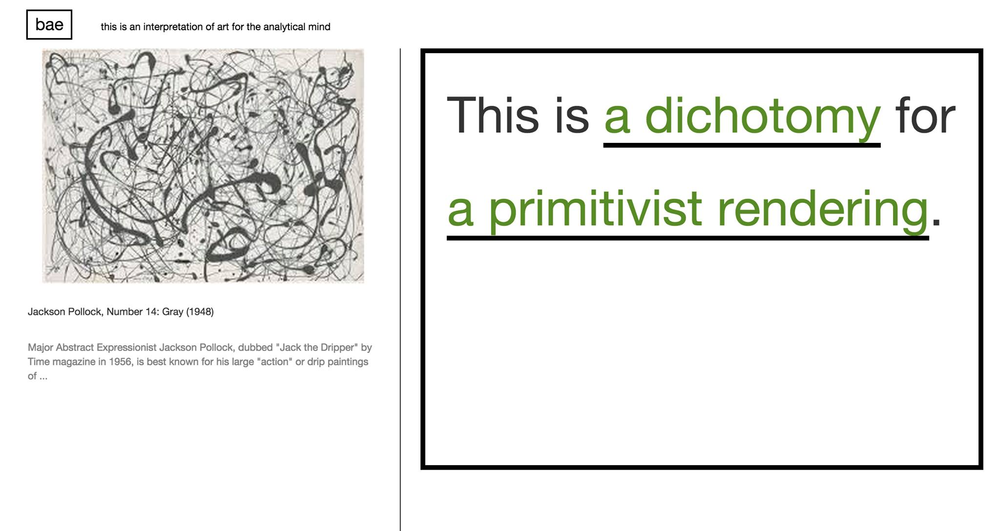 bae
this is an interpretation of art for the analytical mind
Jackson Pollock, Number 14: Gray (1948)
Major Abstract Expressionist Jackson Pollock, dubbed "Jack the Dripper" by
Time magazine in 1956, is best known for his large "action" or drip paintings
of ...
This is a dichotomy for
a primitivist rendering.